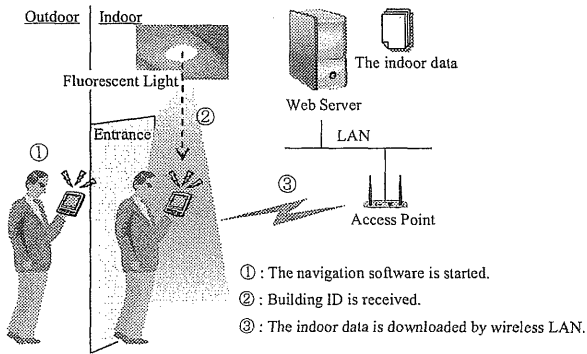 Outdoor
Indoor
Fluorescent Light
②
Entrance
①
The indoor data
Web Server
LAN
③
Access Point
① : The navigation software is started.
② : Building ID is received.
③ : The indoor data is downloaded by wireless LAN.